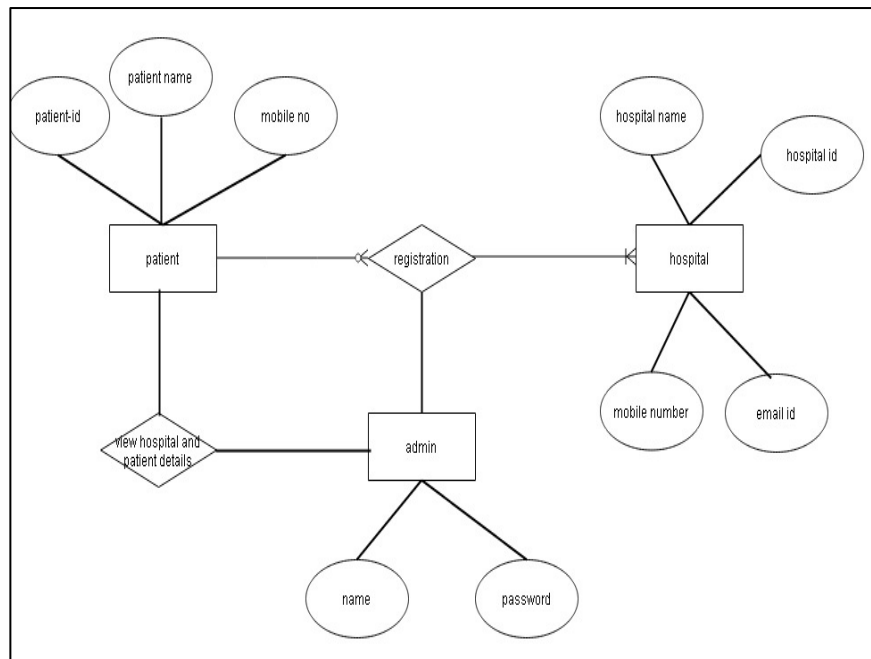 patient name
patient-id
mobile no
hospital name
hospital id
patient
registration
hospital
mobile number
email id
view hospital and
patient details
admin
name
password